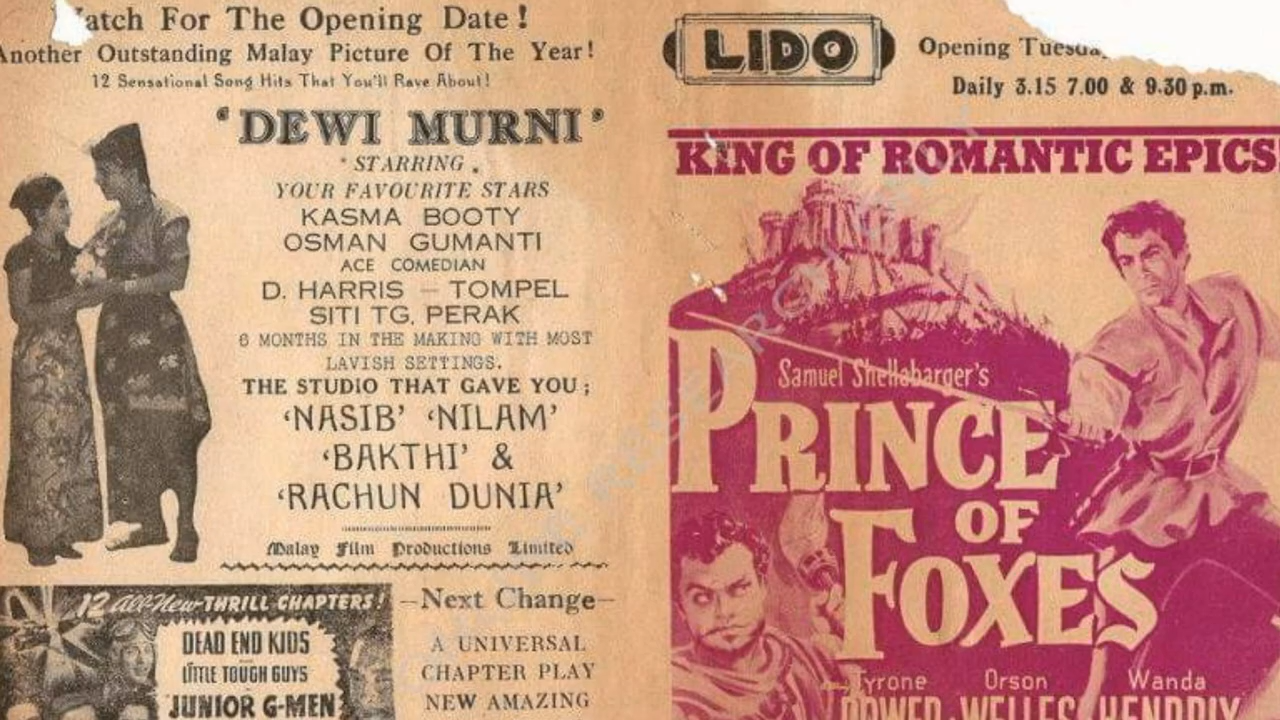 Watch For The Opening Date!
Another Outstanding Malay Picture Of The Year!
12 Sensational Song Hits That You'll Rave About!
'DEWI MURNI'
STARRING
YOUR FAVOURITE STARS
KASMA BOOTY
OSMAN GUMANTI
ACE COMEDIAN
D. HARRIS — TOMPEL
SITI TG. PERAK
6 MONTHS IN THE MAKING WITH MOST
LAVISH SETTINGS.
THE STUDIO THAT GAVE YOU;
'NASIB' 'NILAM'
'BAKTHI' &
'RACHUN DUNIA'
Malay Film Productions Limited
12 All-New THRILL CHAPTERS!
DEAD END KIDS
LITTLE TOUGH GUYS
JUNIOR G-MEN
—Next Change—
A UNIVERSAL
CHAPTER PLAY
NEW AMAZING
LIDO
Opening Tuesda
Daily 3.15 7.00 & 9.30 p.m.
KING OF ROMANTIC EPICS!
Samuel Shellabarger's
PRINCE
OF
FOXES
Tyrone Orson Wanda
POWER · WELLES · HENDRIX